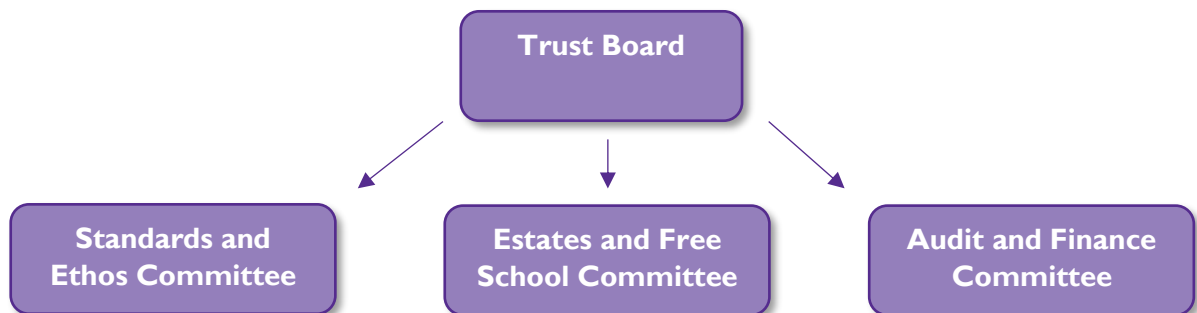 Trust Board
Standards and
Ethos Committee
Estates and Free
School Committee
Audit and Finance
Committee